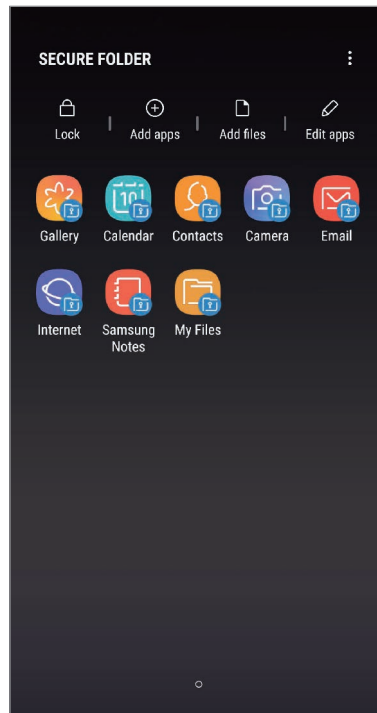 SECURE FOLDER
Lock
Add apps
Add files
Edit apps
10
Gallery
Calendar
Contacts
Camera
Email
Internet
Samsung
Notes
My Files